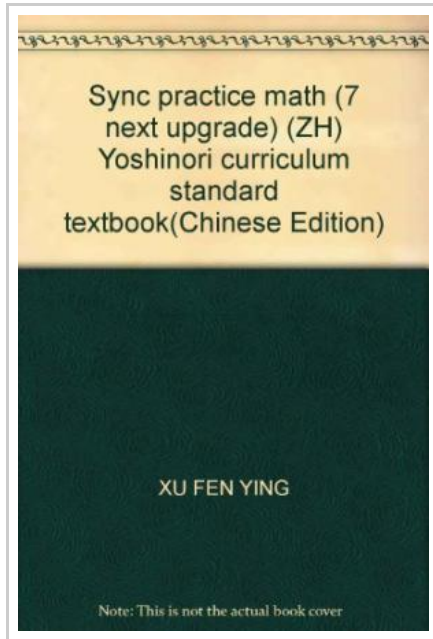 Sync practice math (7
next upgrade) (ZH)
Yoshinori curriculum
standard
textbook(Chinese Edition)
XU FEN YING
Note: This is not the actual book cover